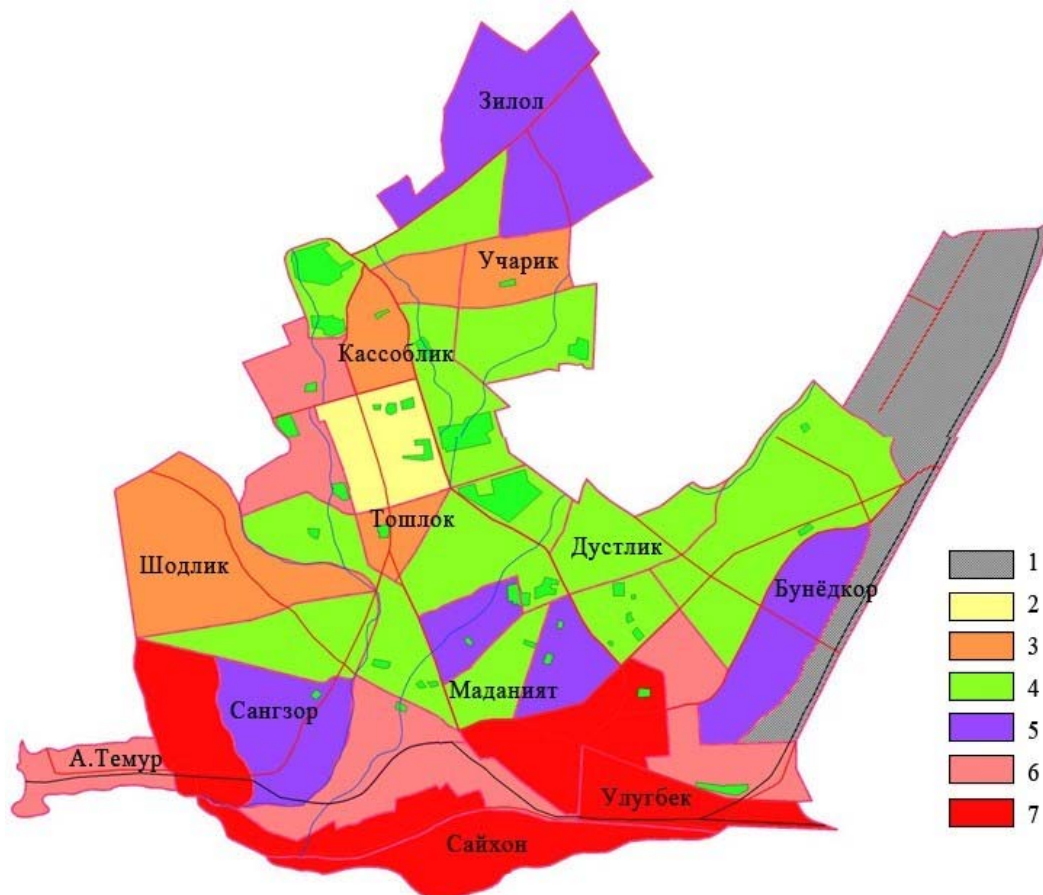 Зилол
Учарик
Кассоблик
Тошлок
Дустлик
Шодлик
Бунёдкор
Маданият
Сангзор
А.Темур
Улугбек
Сайхон
1
2
3
4
5
6
7